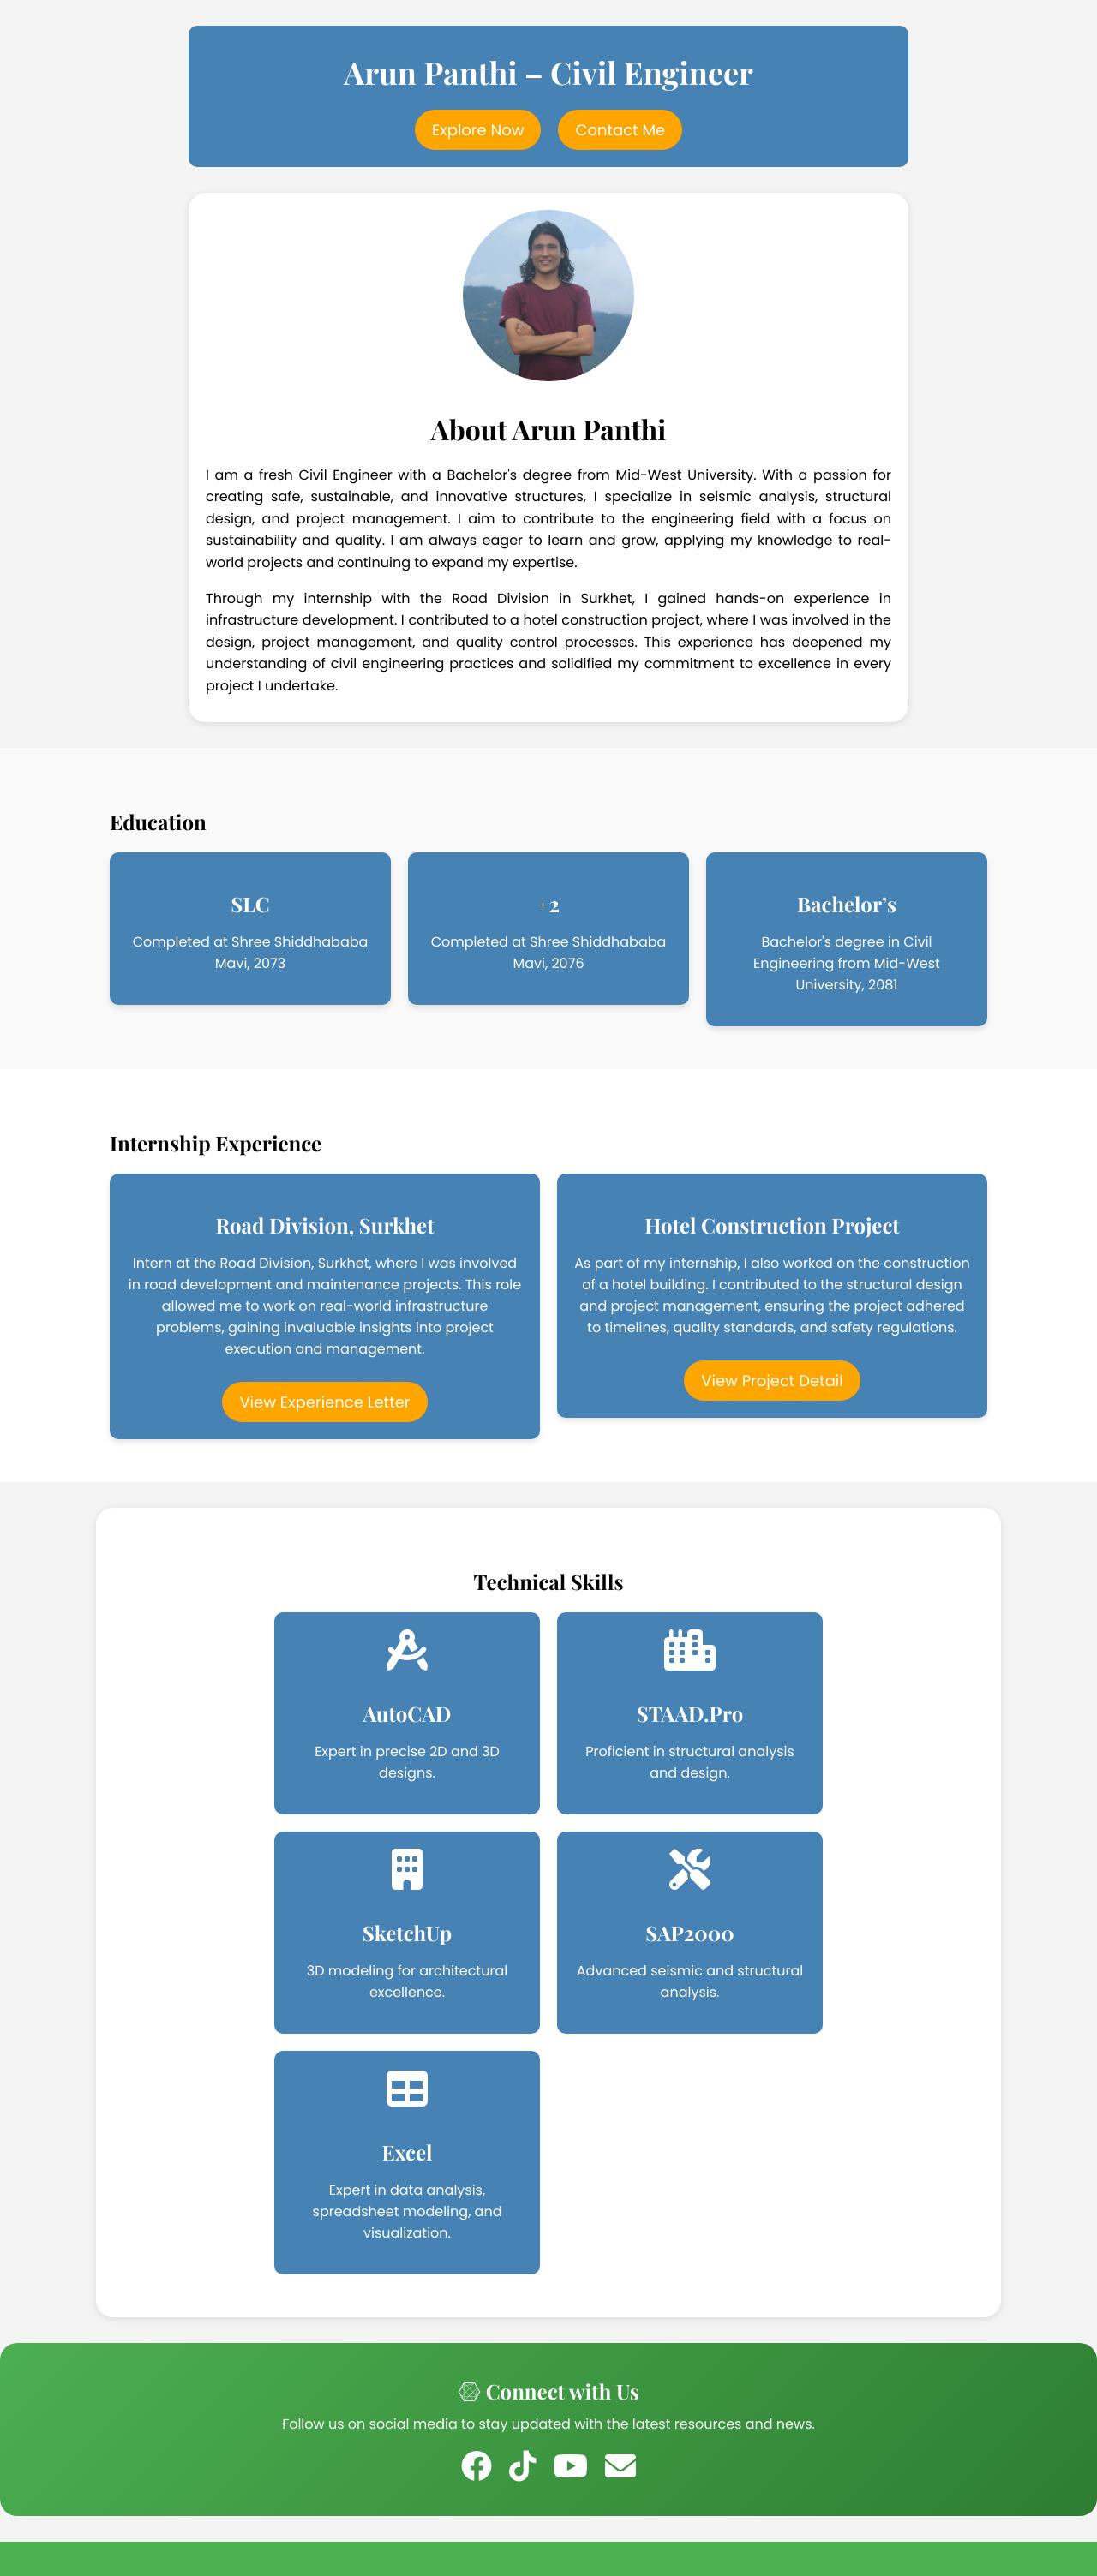 Arun Panthi – Civil Engineer
Explore Now
Contact Me
About Arun Panthi
I am a fresh Civil Engineer with a Bachelor's degree from Mid-West University. With a passion for
creating safe, sustainable, and innovative structures, I specialize in seismic analysis, structural
design, and project management. I aim to contribute to the engineering field with a focus on
sustainability and quality. I am always eager to learn and grow, applying my knowledge to real-
world projects and continuing to expand my expertise.
Through my internship with the Road Division in Surkhet, I gained hands-on experience in
infrastructure development. I contributed to a hotel construction project, where I was involved in the
design, project management, and quality control processes. This experience has deepened my
understanding of civil engineering practices and solidified my commitment to excellence in every
project I undertake.
Education
SLC
Completed at Shree Shiddhababa
Mavi, 2073
+2
Completed at Shree Shiddhababa
Mavi, 2076
Bachelor’s
Bachelor's degree in Civil
Engineering from Mid-West
University, 2081
Internship Experience
Road Division, Surkhet
Intern at the Road Division, Surkhet, where I was involved
in road development and maintenance projects. This role
allowed me to work on real-world infrastructure
problems, gaining invaluable insights into project
execution and management.
View Experience Letter
Hotel Construction Project
As part of my internship, I also worked on the construction
of a hotel building. I contributed to the structural design
and project management, ensuring the project adhered
to timelines, quality standards, and safety regulations.
View Project Detail
Technical Skills
AutoCAD
Expert in precise 2D and 3D
designs.
STAAD.Pro
Proficient in structural analysis
and design.
SketchUp
3D modeling for architectural
excellence.
SAP2000
Advanced seismic and structural
analysis.
Excel
Expert in data analysis,
spreadsheet modeling, and
visualization.
Connect with Us
Follow us on social media to stay updated with the latest resources and news.